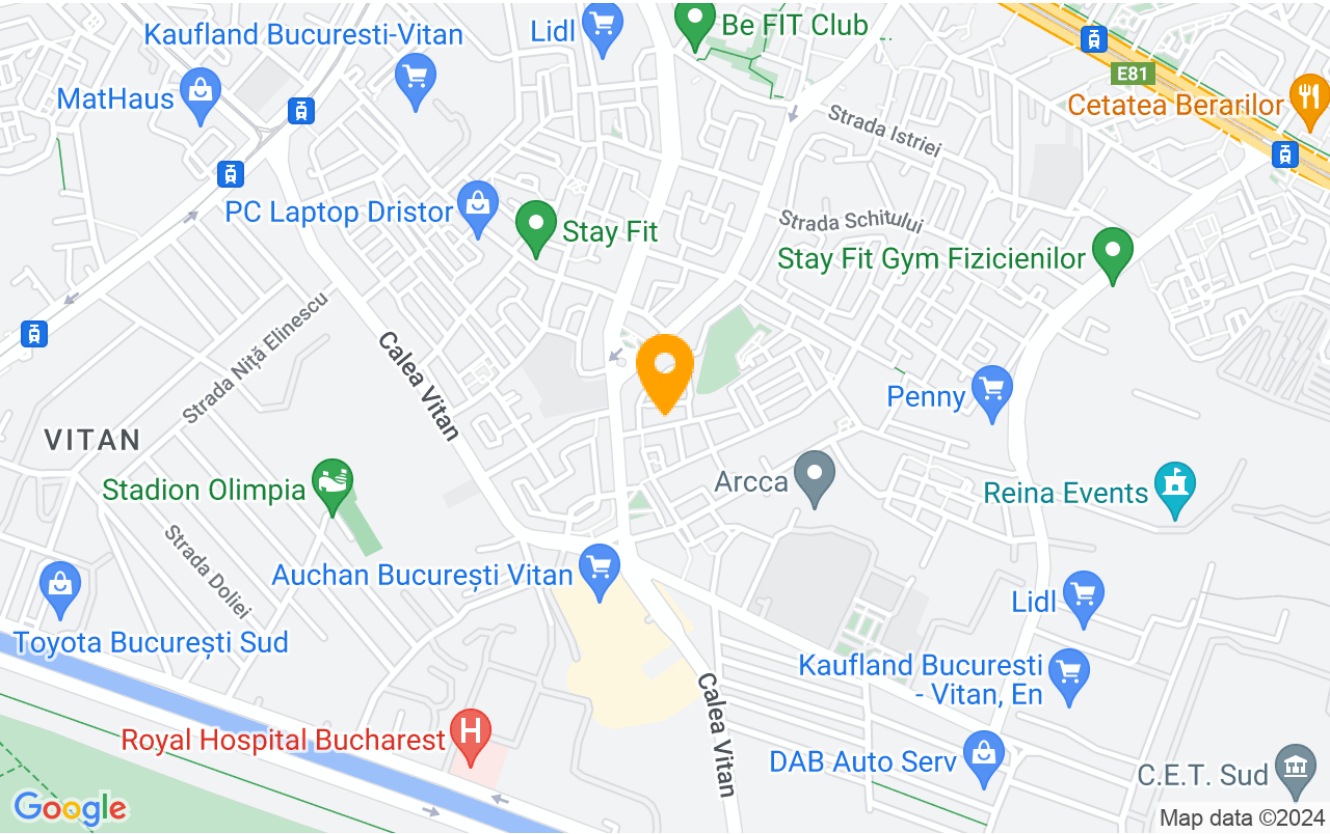 Lidl
Be FIT Club
Kaufland Bucuresti-Vitan
E81
MatHaus
Cetatea Berarilor
Strada Istriei
PC Laptop Dristor
Stay Fit
Strada Schitului
Stay Fit Gym Fizicienilor
Strada Niță Elinescu
Calea Vitan
Penny
VITAN
Stadion Olimpia
Arcca
Reina Events
Strada Doliei
Auchan București Vitan
Lidl
Toyota București Sud
Kaufland Bucuresti
- Vitan, En
Calea Vitan
Royal Hospital Bucharest
H
DAB Auto Serv
C.E.T. Sud
Google
Map data ©2024